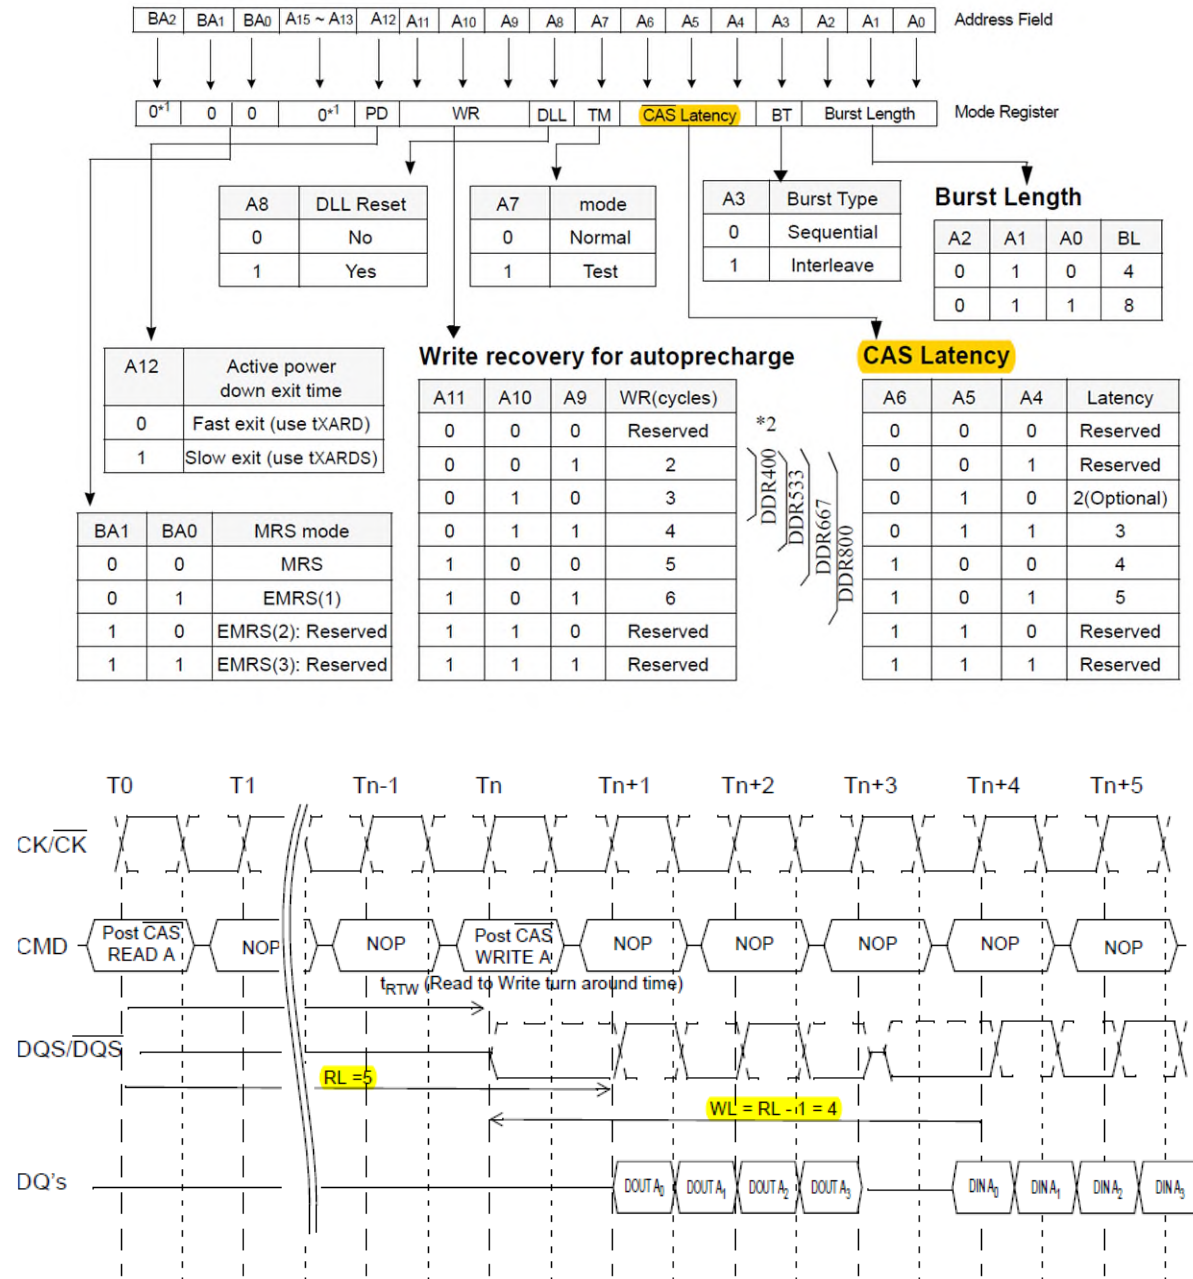 BA2 BA1 BA0 A15 ~ A13 A12 A11 A10 A9 A8 A7 A6 A5 A4 A3 A2 A1 A0 Address Field
0*1 0 0 0*1 PD WR DLL TM CAS Latency BT Burst Length Mode Register
A8 DLL Reset
0 No
1 Yes
A7 mode
0 Normal
1 Test
A3 Burst Type
0 Sequential
1 Interleave
Burst Length
A2 A1 A0 BL
0 1 0 4
0 1 1 8
A12 Active power
down exit time
0 Fast exit (use tXARD)
1 Slow exit (use tXARDS)
BA1 BA0 MRS mode
0 0 MRS
0 1 EMRS(1)
1 0 EMRS(2): Reserved
1 1 EMRS(3): Reserved
Write recovery for autoprecharge
A11 A10 A9 WR(cycles)
0 0 0 Reserved
0 0 1 2
0 1 0 3
0 1 1 4
1 0 0 5
1 0 1 6
1 1 0 Reserved
1 1 1 Reserved
*2
DDR400
DDR533
DDR667
DDR800
CAS Latency
A6 A5 A4 Latency
0 0 0 Reserved
0 0 1 Reserved
0 1 0 2(Optional)
0 1 1 3
1 0 0 4
1 0 1 5
1 1 0 Reserved
1 1 1 Reserved
T0 T1 Tn-1 Tn Tn+1 Tn+2 Tn+3 Tn+4 Tn+5
CK/CK
CMD
Post CAS
READ A
NOP
NOP
Post CAS
WRITE A
NOP
NOP
NOP
NOP
NOP
tRTW (Read to Write turn around time)
DQS/DQS
RL =5
WL = RL - 1 = 4
DQ's
DOUT A0 DOUT A1 DOUT A2 DOUT A3 DIN A0 DIN A1 DIN A2 DIN A3